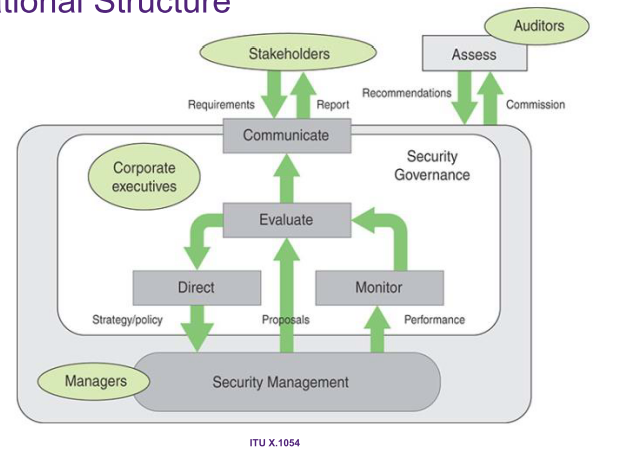 ational Structure
Auditors
Stakeholders
Assess
Requirements
Report
Recommendations
Commission
Communicate
Corporate
executives
Security
Governance
Evaluate
Direct
Monitor
Strategy/policy
Proposals
Performance
Managers
Security Management
ITU X.1054